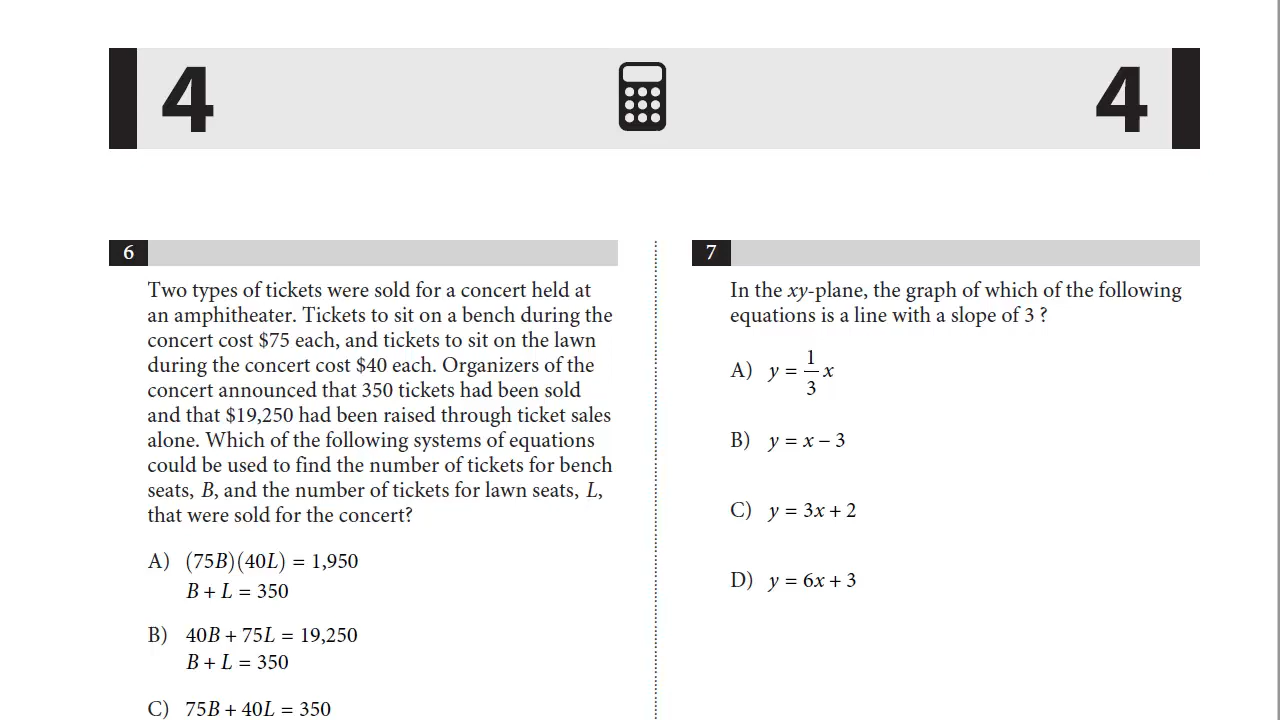 4
4
6
Two types of tickets were sold for a concert held at
an amphitheater. Tickets to sit on a bench during the
concert cost $75 each, and tickets to sit on the lawn
during the concert cost $40 each. Organizers of the
concert announced that 350 tickets had been sold
and that $19,250 had been raised through ticket sales
alone. Which of the following systems of equations
could be used to find the number of tickets for bench
seats, B, and the number of tickets for lawn seats, L,
that were sold for the concert?
A) (75B)(40L) = 1,950
B + L = 350
B) 40B + 75L = 19,250
B + L = 350
C) 75B + 40L = 350
7
In the xy-plane, the graph of which of the following
equations is a line with a slope of 3 ?
A) y = 1/3 x
B) y = x − 3
C) y = 3x + 2
D) y = 6x + 3